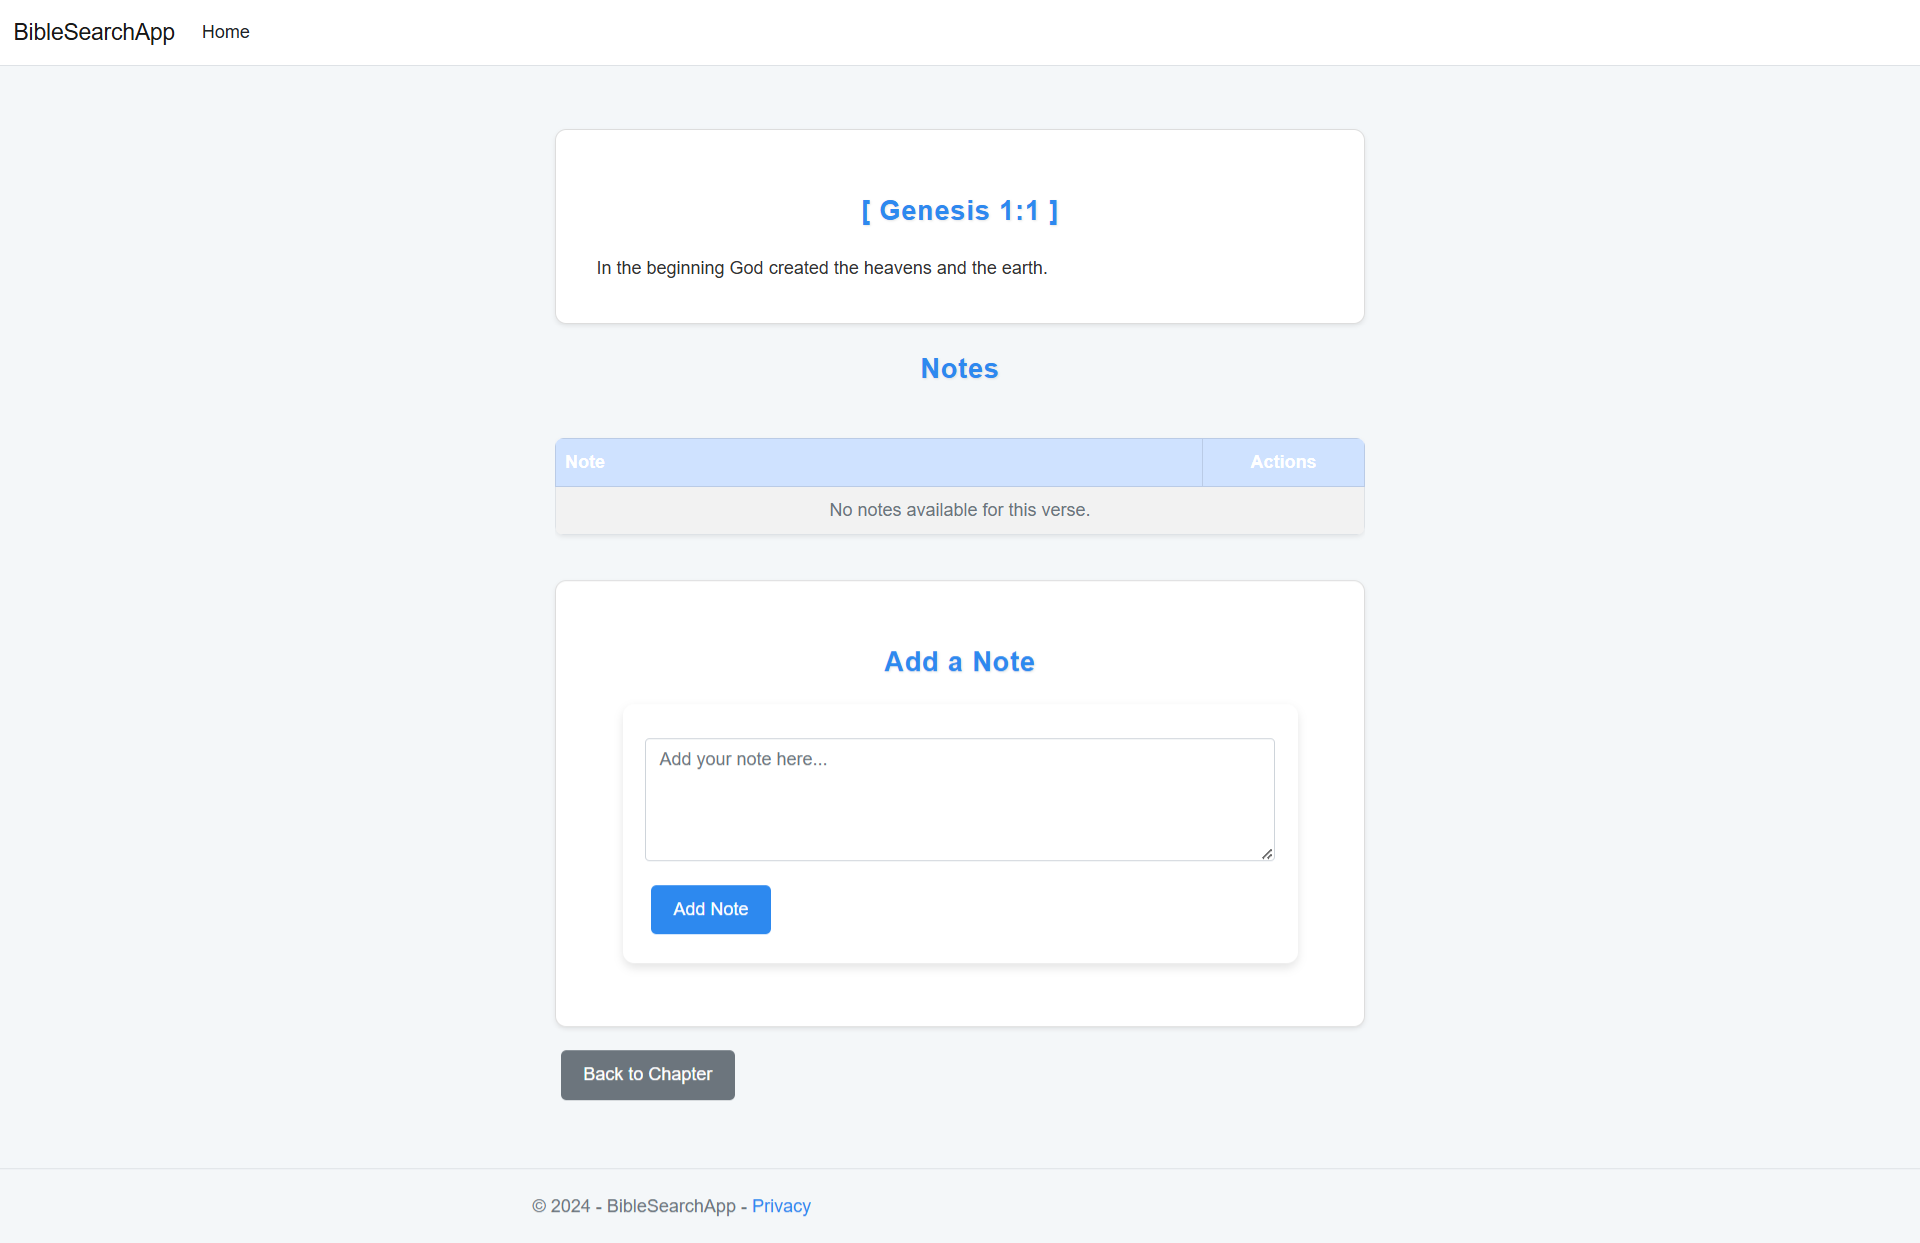 BibleSearchApp Home
[ Genesis 1:1 ]
In the beginning God created the heavens and the earth.
Notes
Note Actions
No notes available for this verse.
Add a Note
Add your note here...
Add Note
Back to Chapter
© 2024 - BibleSearchApp - Privacy